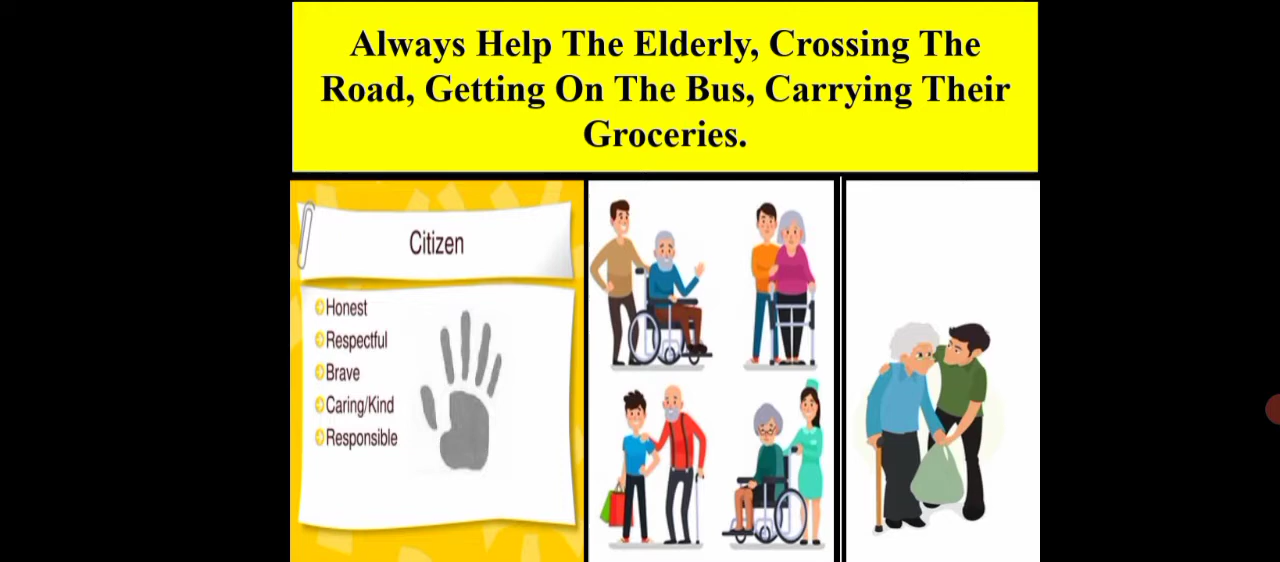 Always Help The Elderly, Crossing The
Road, Getting On The Bus, Carrying Their
Groceries.
Citizen
Honest
Respectful
Brave
Caring/Kind
Responsible